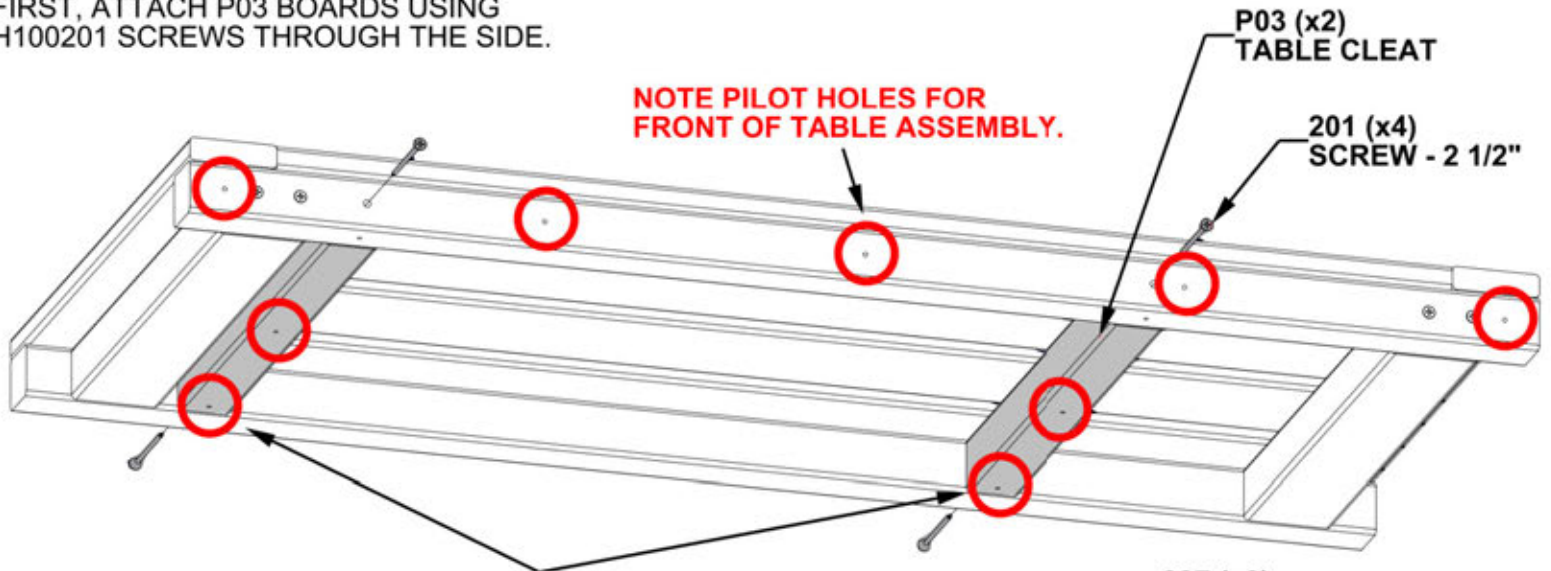 FIRST, ATTACH P03 BOARDS USING
H100201 SCREWS THROUGH THE SIDE.
P03 (x2)
TABLE CLEAT
NOTE PILOT HOLES FOR
FRONT OF TABLE ASSEMBLY.
201 (x4)
SCREW - 2 1/2"